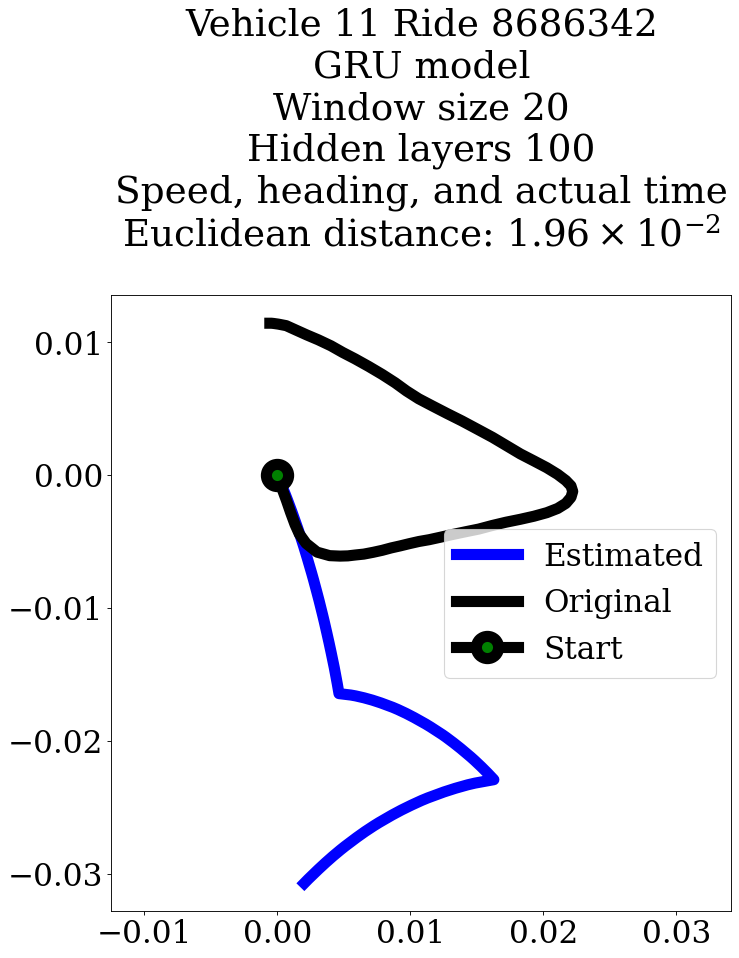 Vehicle 11 Ride 8686342
GRU model
Window size 20
Hidden layers 100
Speed, heading, and actual time
Euclidean distance: 1.96 × 10⁻²
0.01
0.00
−0.01
−0.02
−0.03
Estimated
Original
Start
−0.01
0.00
0.01
0.02
0.03